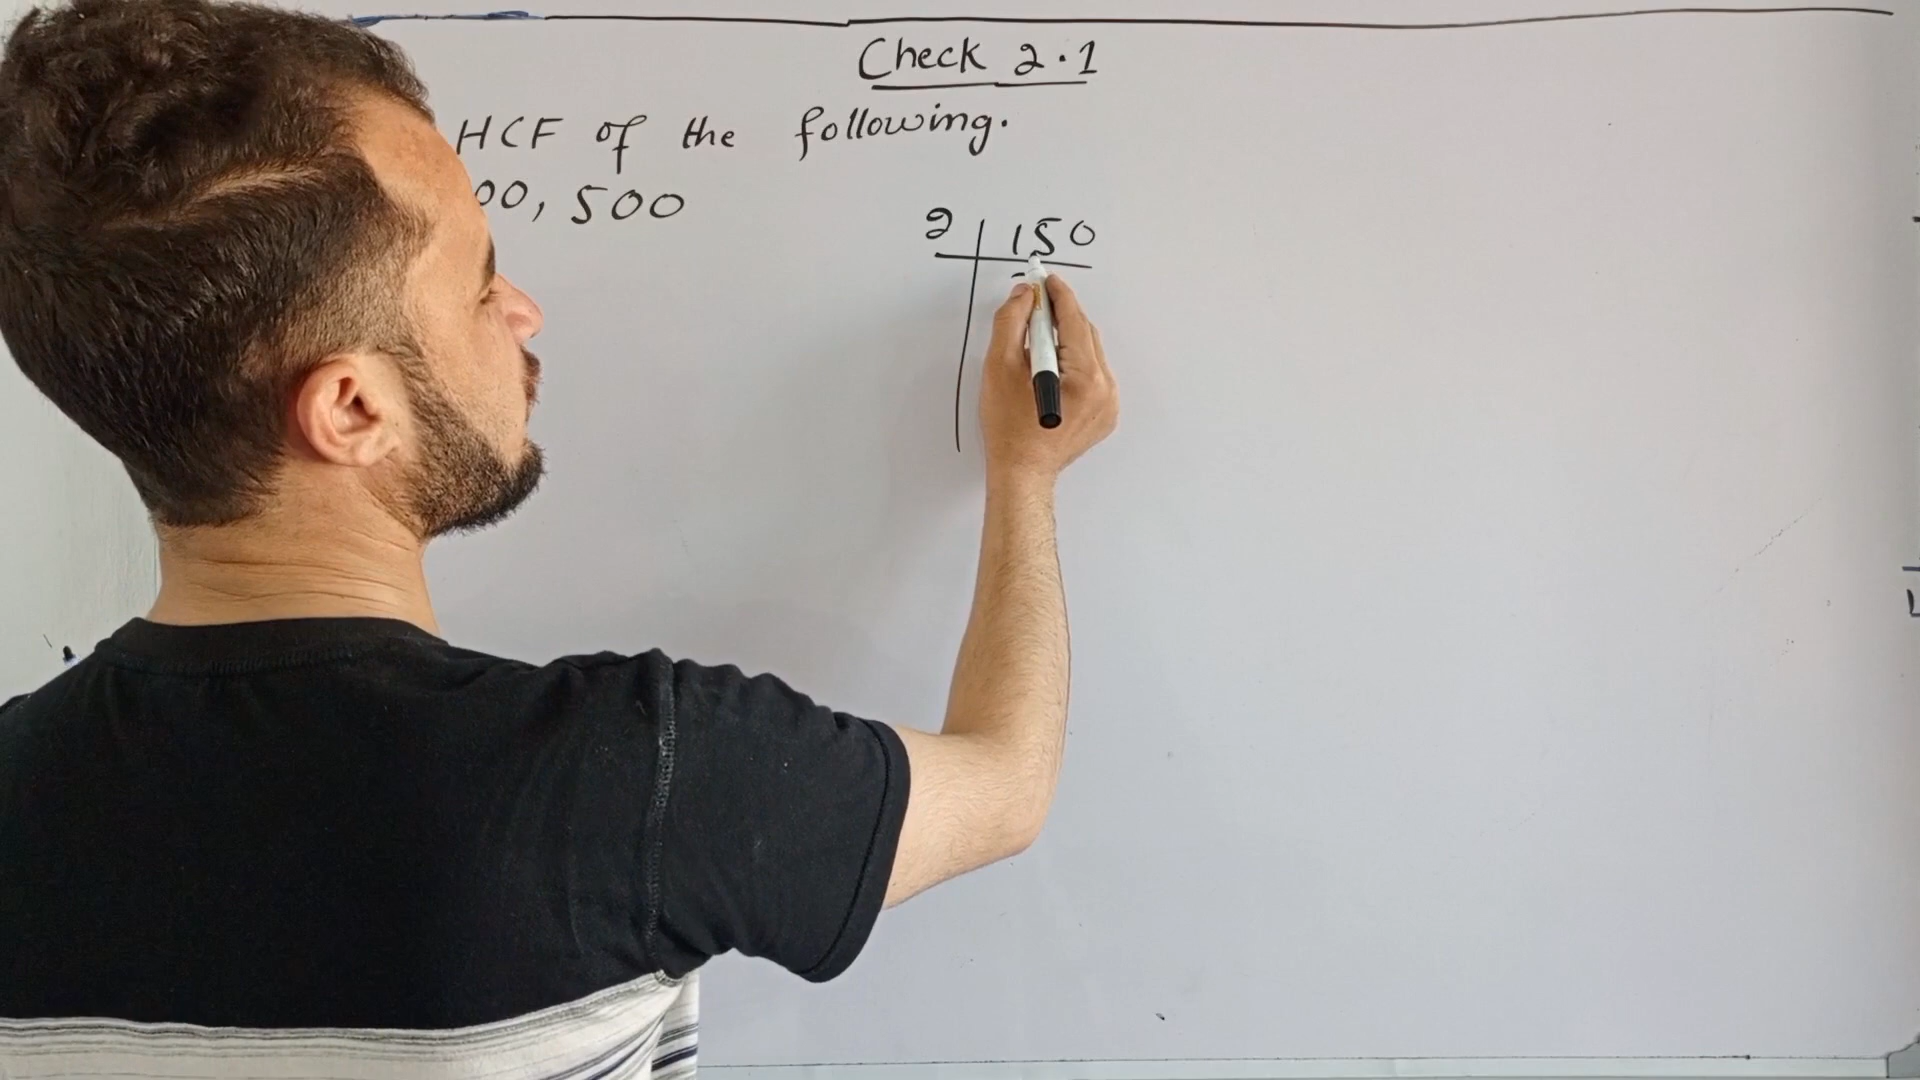 Check 2.1
HCF of the following.
00, 500
2 | 150